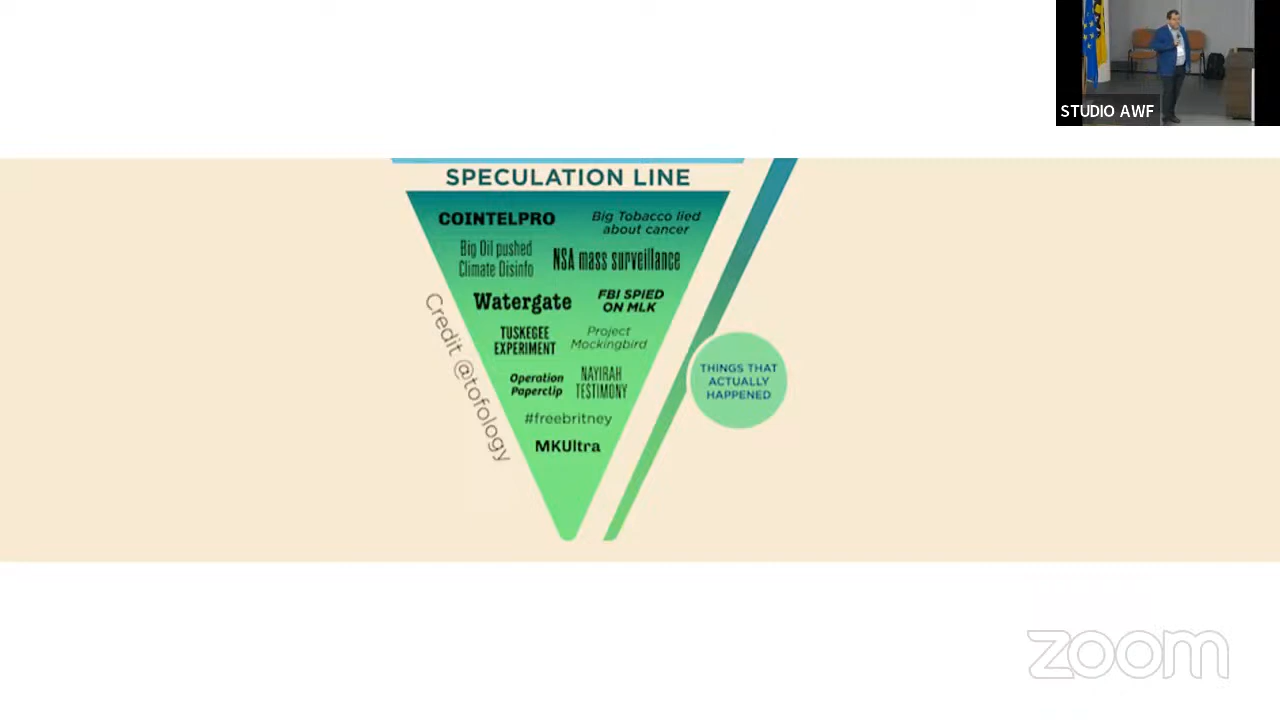 STUDIO AWF
SPECULATION LINE
COINTELPRO
Big Tobacco lied
about cancer
Big Oil pushed
Climate Disinfo
NSA mass surveillance
Watergate
FBI SPIED
ON MLK
TUSKEGEE
EXPERIMENT
Project
Mockingbird
Operation
Paperclip
NAYIRAH
TESTIMONY
#freebritney
MKUltra
Credit @tofology
THINGS THAT
ACTUALLY
HAPPENED
zoom